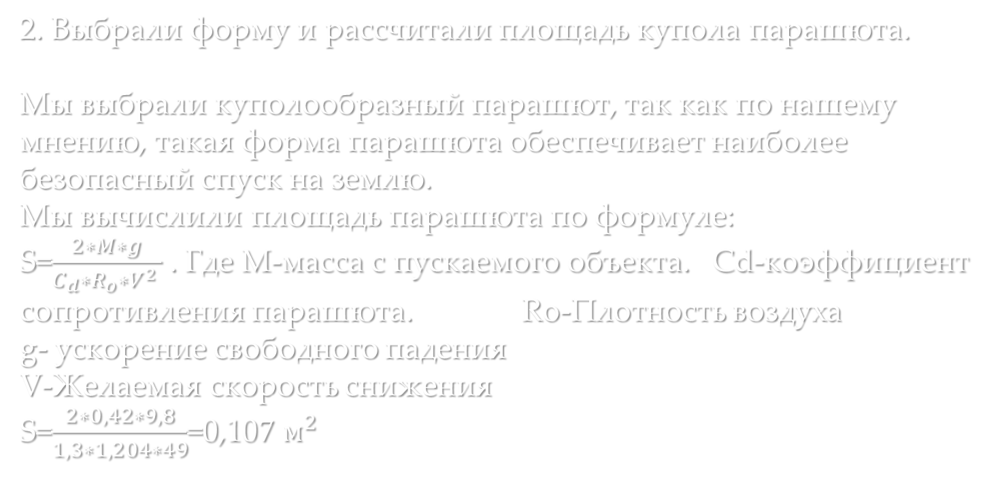 2. Выбрали форму и рассчитали площадь купола парашюта.
Мы выбрали куполообразный парашют, так как по нашему
мнению, такая форма парашюта обеспечивает наиболее
безопасный спуск на землю.
Мы вычислили площадь парашюта по формуле:
S=\frac{2*M*g}{C_d*R_o*V^2} . Где М-масса с пускаемого объекта. Cd-коэффициент
сопротивления парашюта. Ro-Плотность воздуха
g- ускорение свободного падения
V-Желаемая скорость снижения
S=\frac{2*0,42*9,8}{1,3*1,204*49}=0,107 м^2